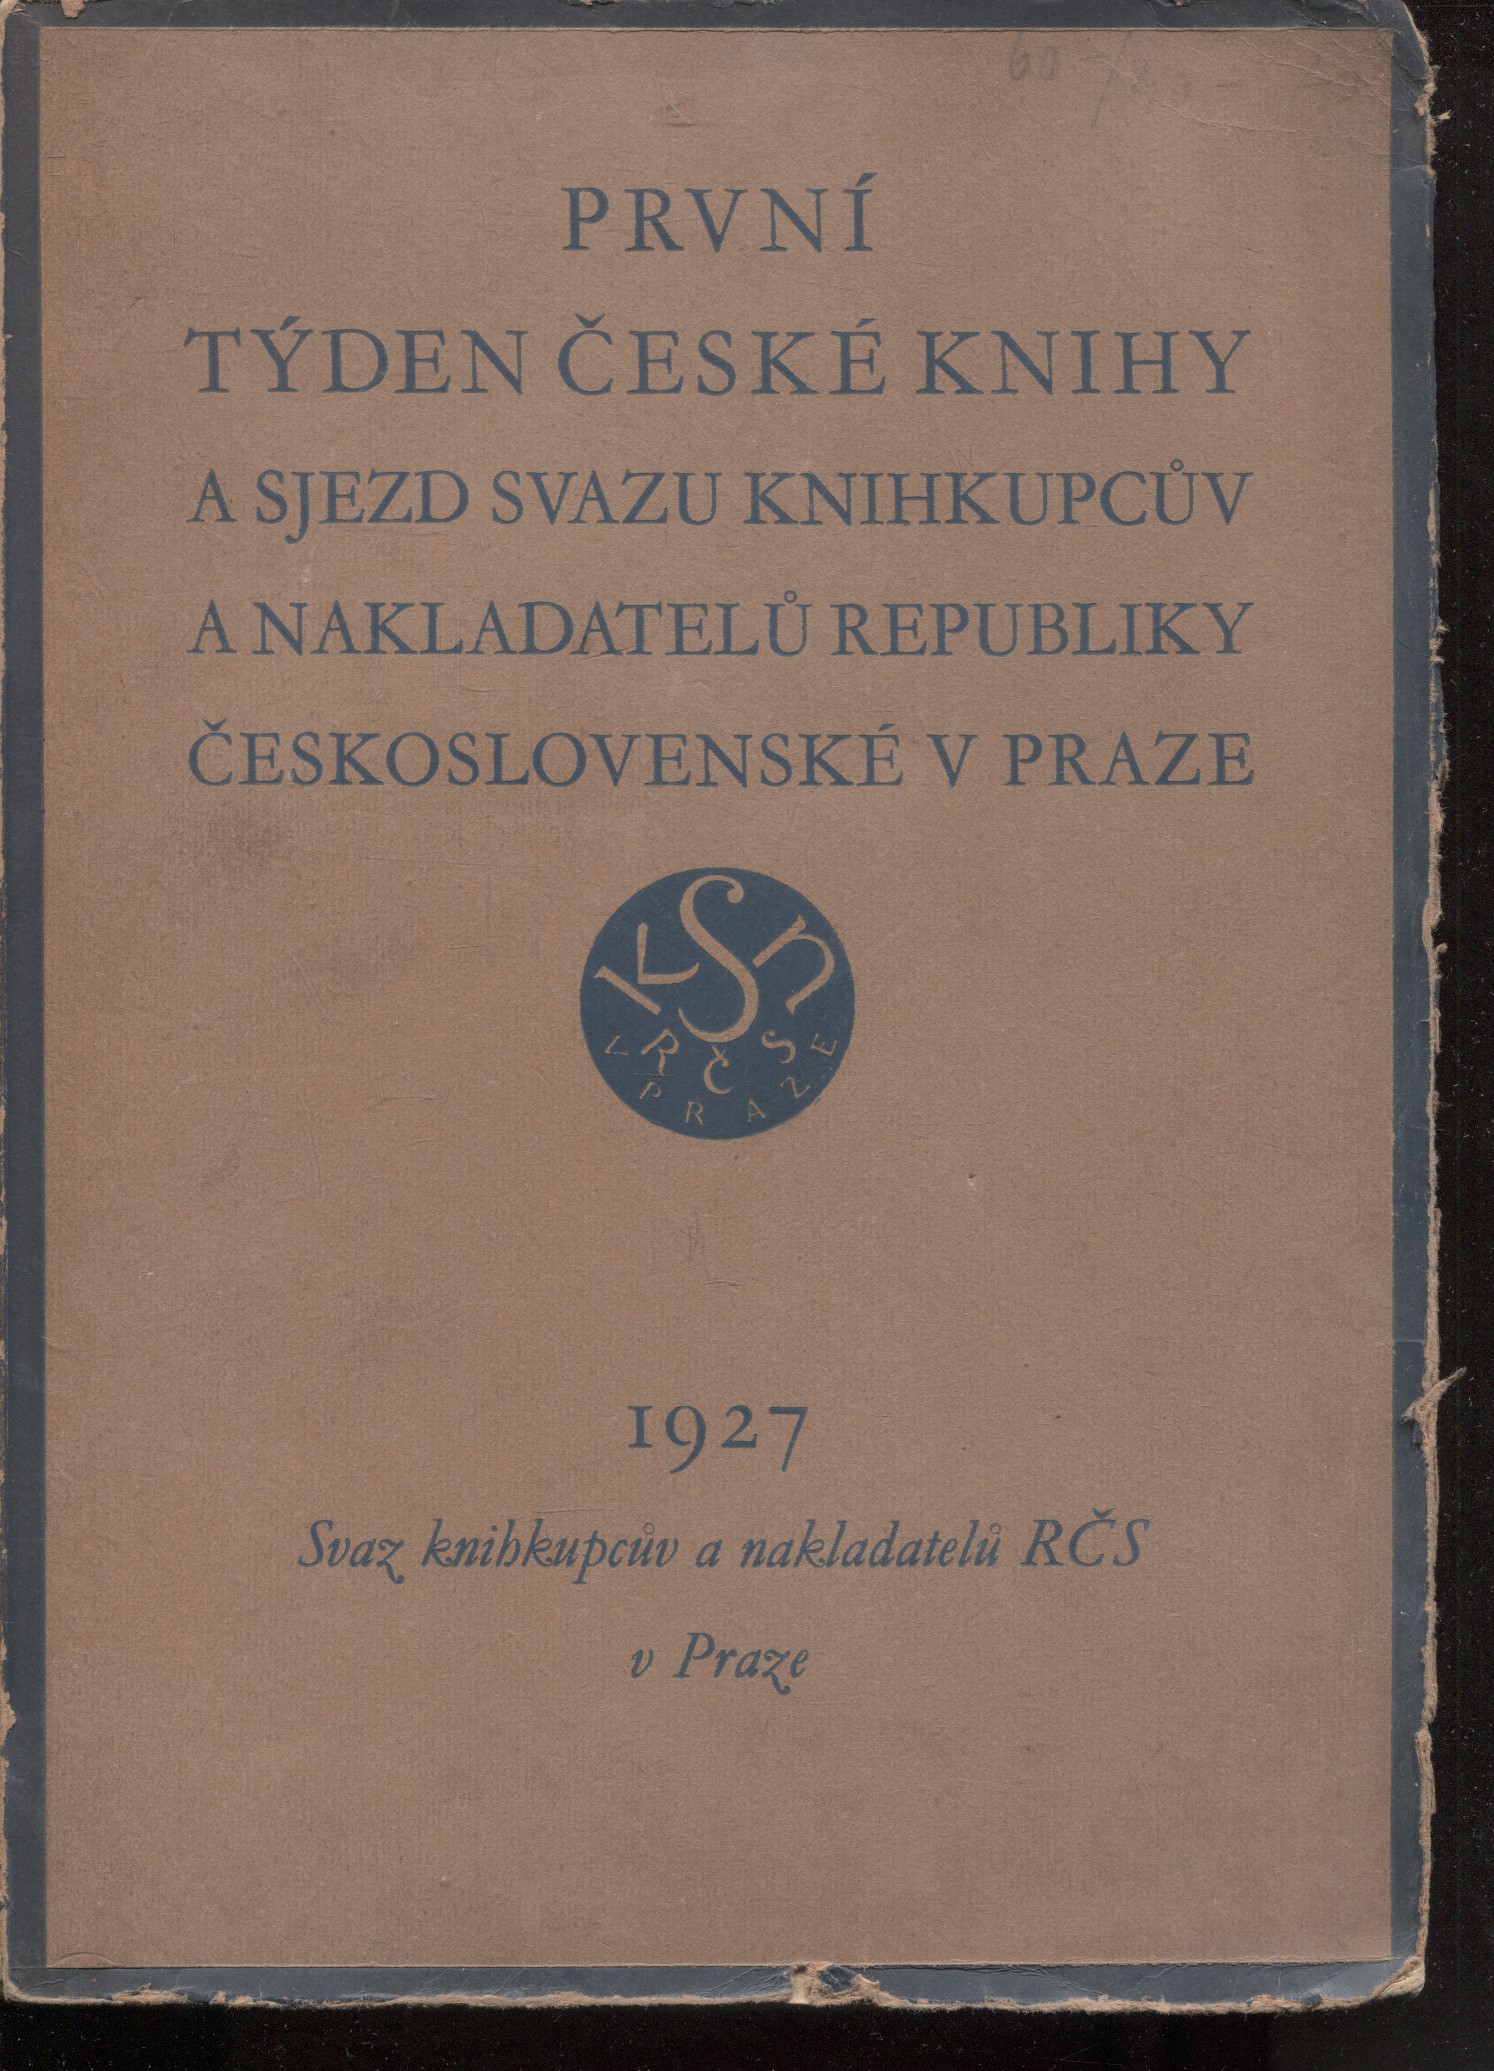 PRVNÍ
TÝDEN ČESKÉ KNIHY
A SJEZD SVAZU KNIHKUPCŮV
A NAKLADATELŮ REPUBLIKY
ČESKOSLOVENSKÉ V PRAZE
KSN
RČS
V PRAZE
1927
Svaz knihkupcův a nakladatelů RČS
v Praze